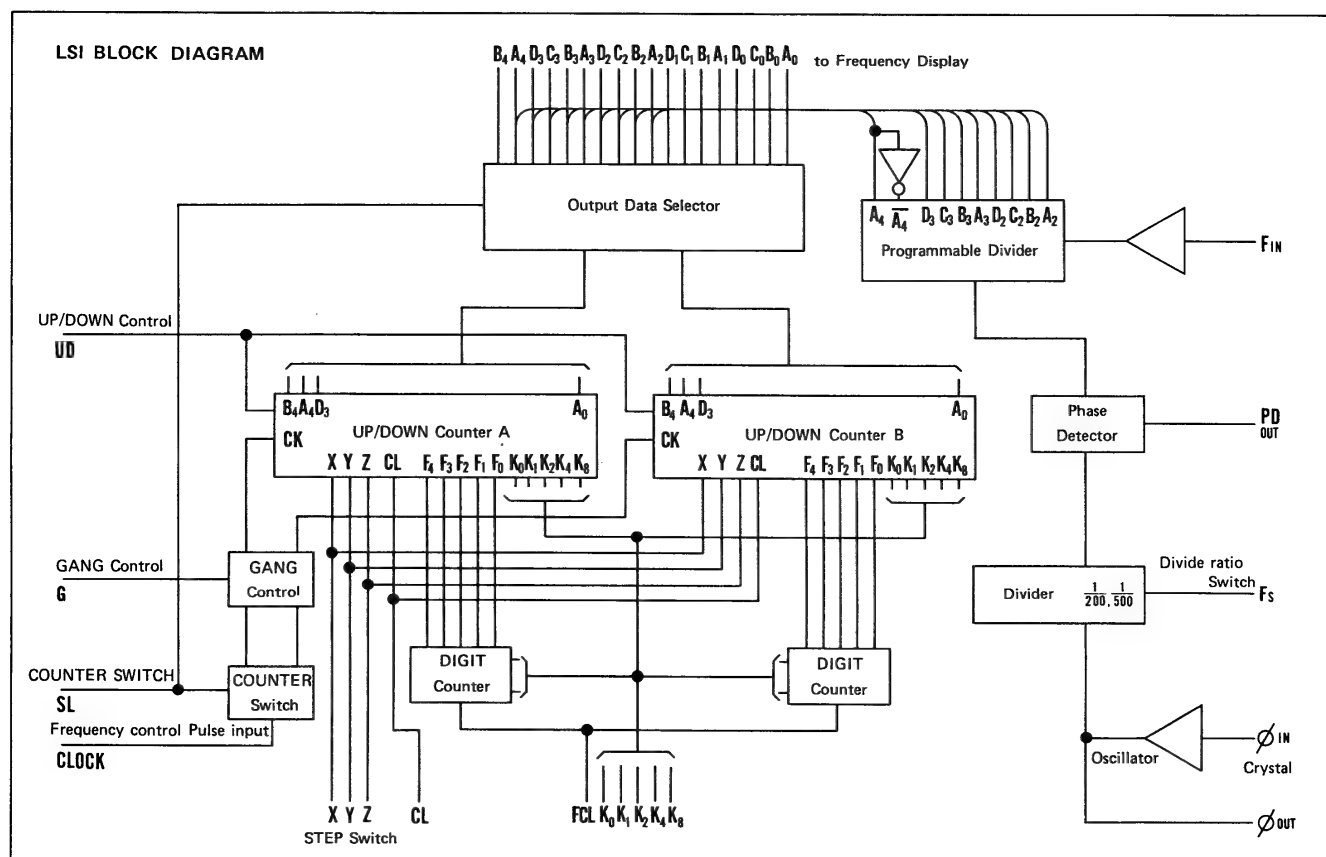 LSI BLOCK DIAGRAM
B4 A4 D3 C3 B3 A3 D2 C2 B2 A2 D1 C1 B1 A1 D0 C0 B0 A0 to Frequency Display
Output Data Selector
A4 A4 D3 C3 B3 A3 D2 C2 B2 A2
Programmable Divider
FIN
UP/DOWN Control
UD
B4 A4 D3 A0
CK
UP/DOWN Counter A
X Y Z CL F4 F3 F2 F1 F0 K0 K1 K2 K4 K8
B4 A4 D3 A0
CK
UP/DOWN Counter B
X Y Z CL F4 F3 F2 F1 F0 K0 K1 K2 K4 K8
Phase
Detector
PD
OUT
GANG Control
G
GANG
Control
Divider 1/200, 1/500
Divide ratio
Switch FS
COUNTER SWITCH
SL
COUNTER
Switch
DIGIT
Counter
DIGIT
Counter
Frequency control Pulse input
CLOCK
Oscillator
ØIN
Crystal
ØOUT
X Y Z CL FCL K0 K1 K2 K4 K8
STEP Switch